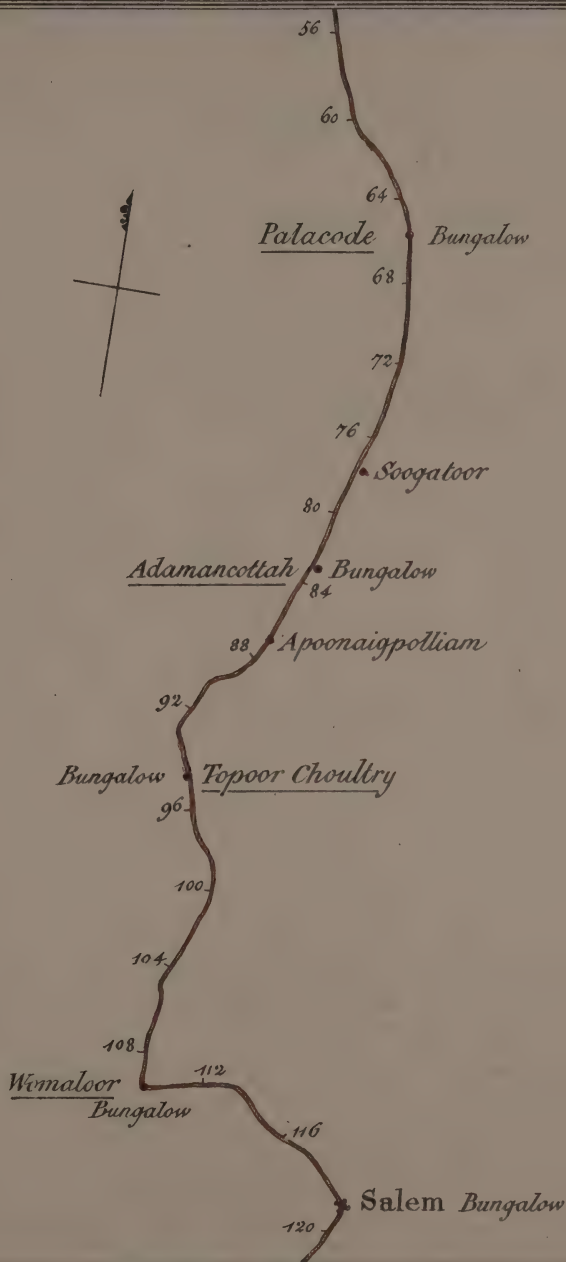 56
60
64
Palacode Bungalow
68
72
76
Soogatoor
80
Adamancottah Bungalow
84
Apoonaigpolliam
88
92
Bungalow Topoor Choultry
96
100
104
108
112
Womaloor
Bungalow
116
Salem Bungalow
120